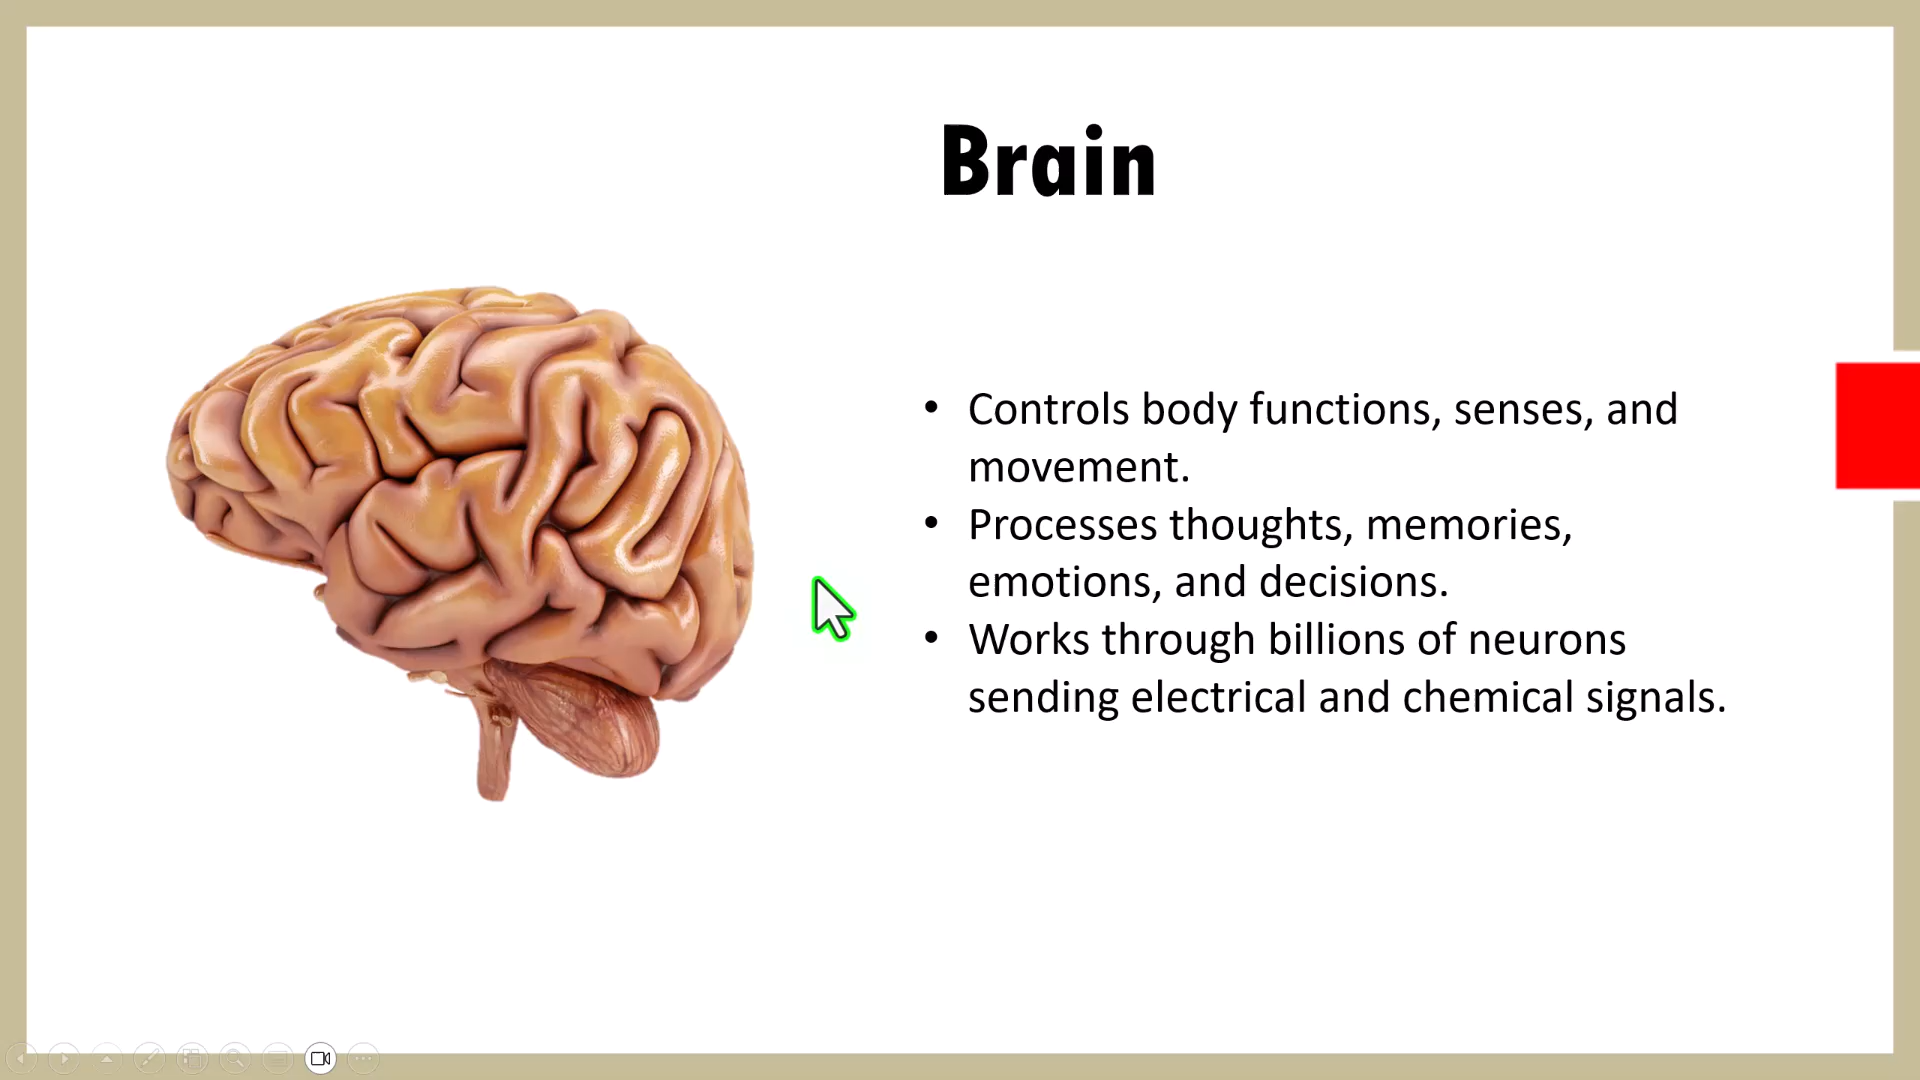 Brain
• Controls body functions, senses, and
movement.
• Processes thoughts, memories,
emotions, and decisions.
• Works through billions of neurons
sending electrical and chemical signals.